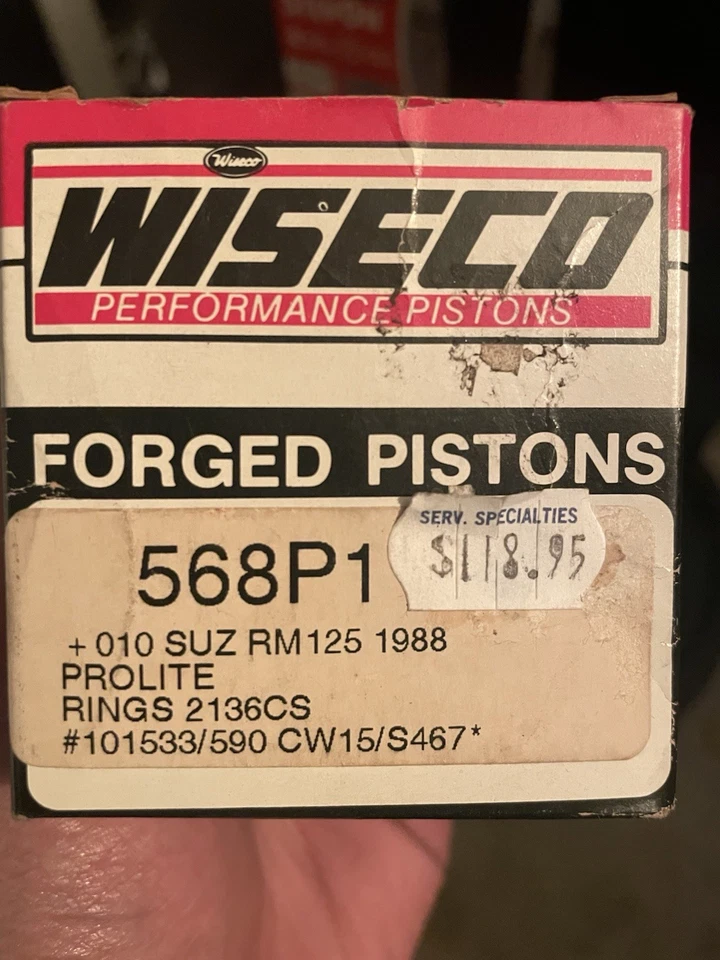 Wiseco
WISECO
PERFORMANCE PISTONS
FORGED PISTONS
SERV. SPECIALTIES
$118.95
568P1
+010 SUZ RM125 1988
PROLITE
RINGS 2136CS
#101533/590 CW15/S467*